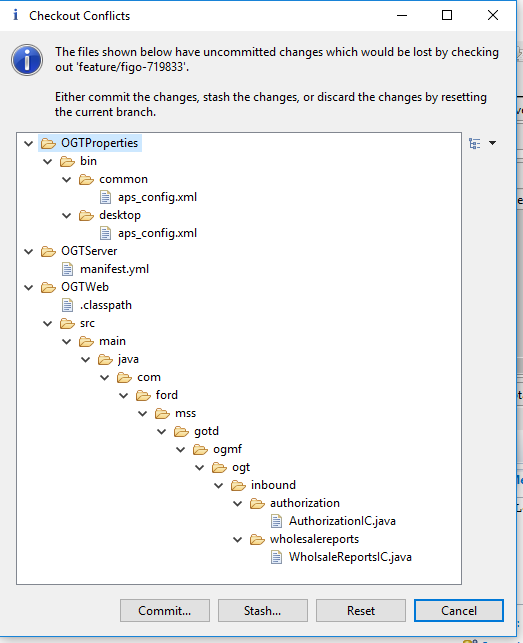 Checkout Conflicts
The files shown below have uncommitted changes which would be lost by checking
out 'feature/figo-719833'.
Either commit the changes, stash the changes, or discard the changes by resetting
the current branch.
OGTProperties
bin
common
aps_config.xml
desktop
aps_config.xml
OGTServer
manifest.yml
OGTWeb
.classpath
src
main
java
com
ford
mss
gotd
ogmf
ogt
inbound
authorization
AuthorizationIC.java
wholesalereports
WholsaleReportsIC.java
Commit...
Stash...
Reset
Cancel